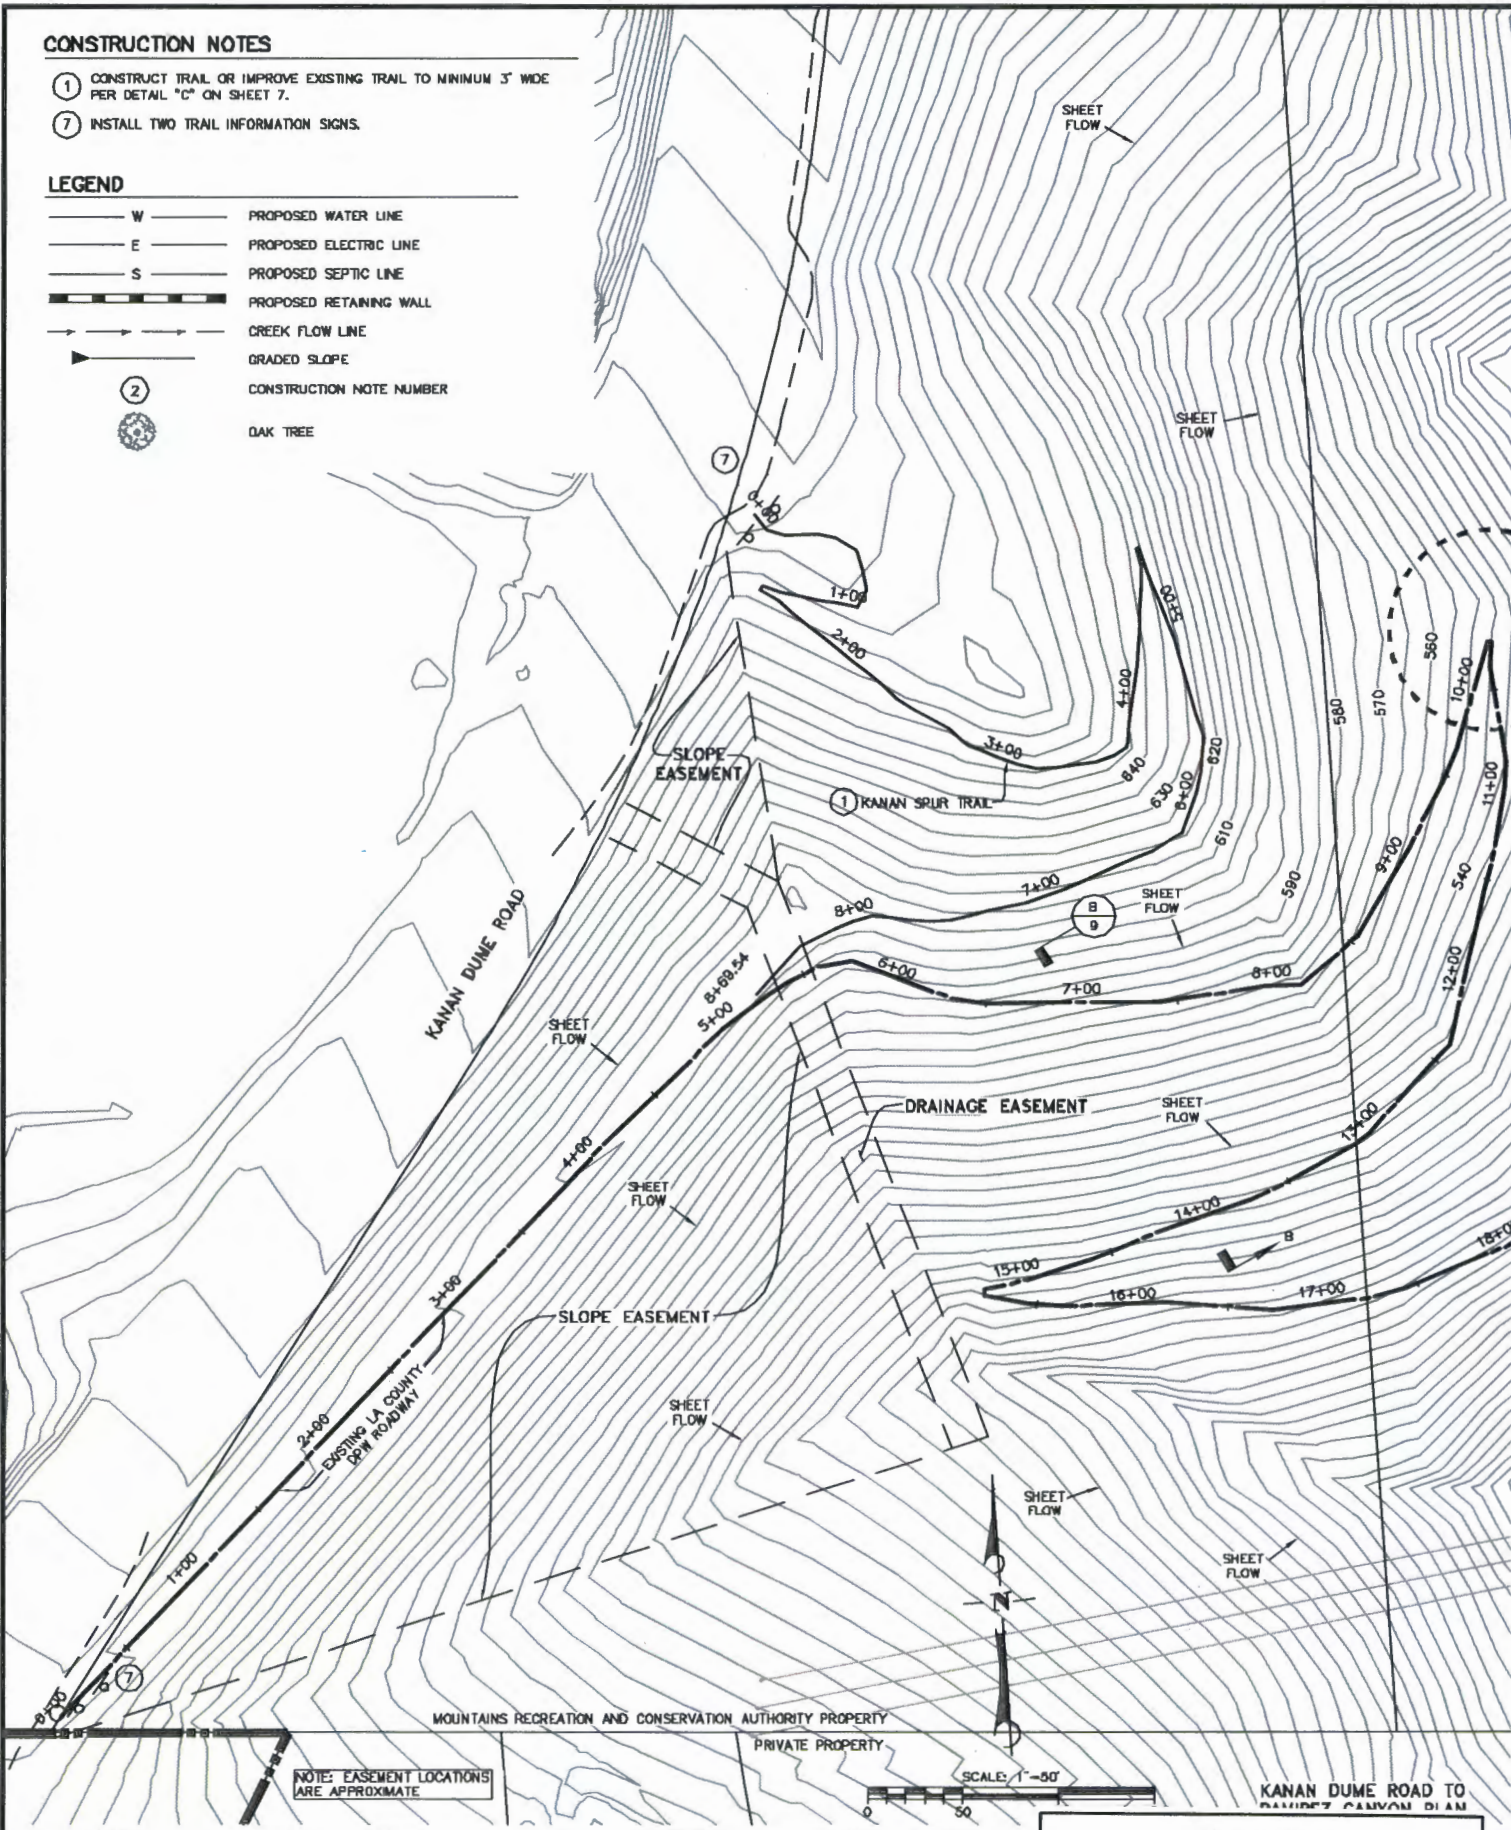 CONSTRUCTION NOTES
1 CONSTRUCT TRAIL OR IMPROVE EXISTING TRAIL TO MINIMUM 3' WIDE
PER DETAIL "C" ON SHEET 7.
7 INSTALL TWO TRAIL INFORMATION SIGNS.
LEGEND
W PROPOSED WATER LINE
E PROPOSED ELECTRIC LINE
S PROPOSED SEPTIC LINE
PROPOSED RETAINING WALL
CREEK FLOW LINE
GRADED SLOPE
2 CONSTRUCTION NOTE NUMBER
OAK TREE
SHEET
FLOW
SHEET
FLOW
7
0+00
1+00
2+00
3+00
4+00
5+00
6+00
7+00
8+00
8+69.54
640
630
620
610
590
580
570
560
540
SLOPE
EASEMENT
1 KANAN SPUR TRAIL
KANAN DUME ROAD
SHEET
FLOW
B
9
SHEET
FLOW
5+00
6+00
7+00
8+00
9+00
10+00
11+00
12+00
13+00
14+00
15+00
16+00
17+00
18+0
B
DRAINAGE EASEMENT
SHEET
FLOW
SHEET
FLOW
4+00
3+00
2+00
1+00
0+00
7
SLOPE EASEMENT
EXISTING LA COUNTY
DPW ROADWAY
SHEET
FLOW
SHEET
FLOW
SHEET
FLOW
N
MOUNTAINS RECREATION AND CONSERVATION AUTHORITY PROPERTY
PRIVATE PROPERTY
NOTE: EASEMENT LOCATIONS
ARE APPROXIMATE
SCALE: 1"=50'
0 50
KANAN DUME ROAD TO
RAMIREZ CANYON PLAN